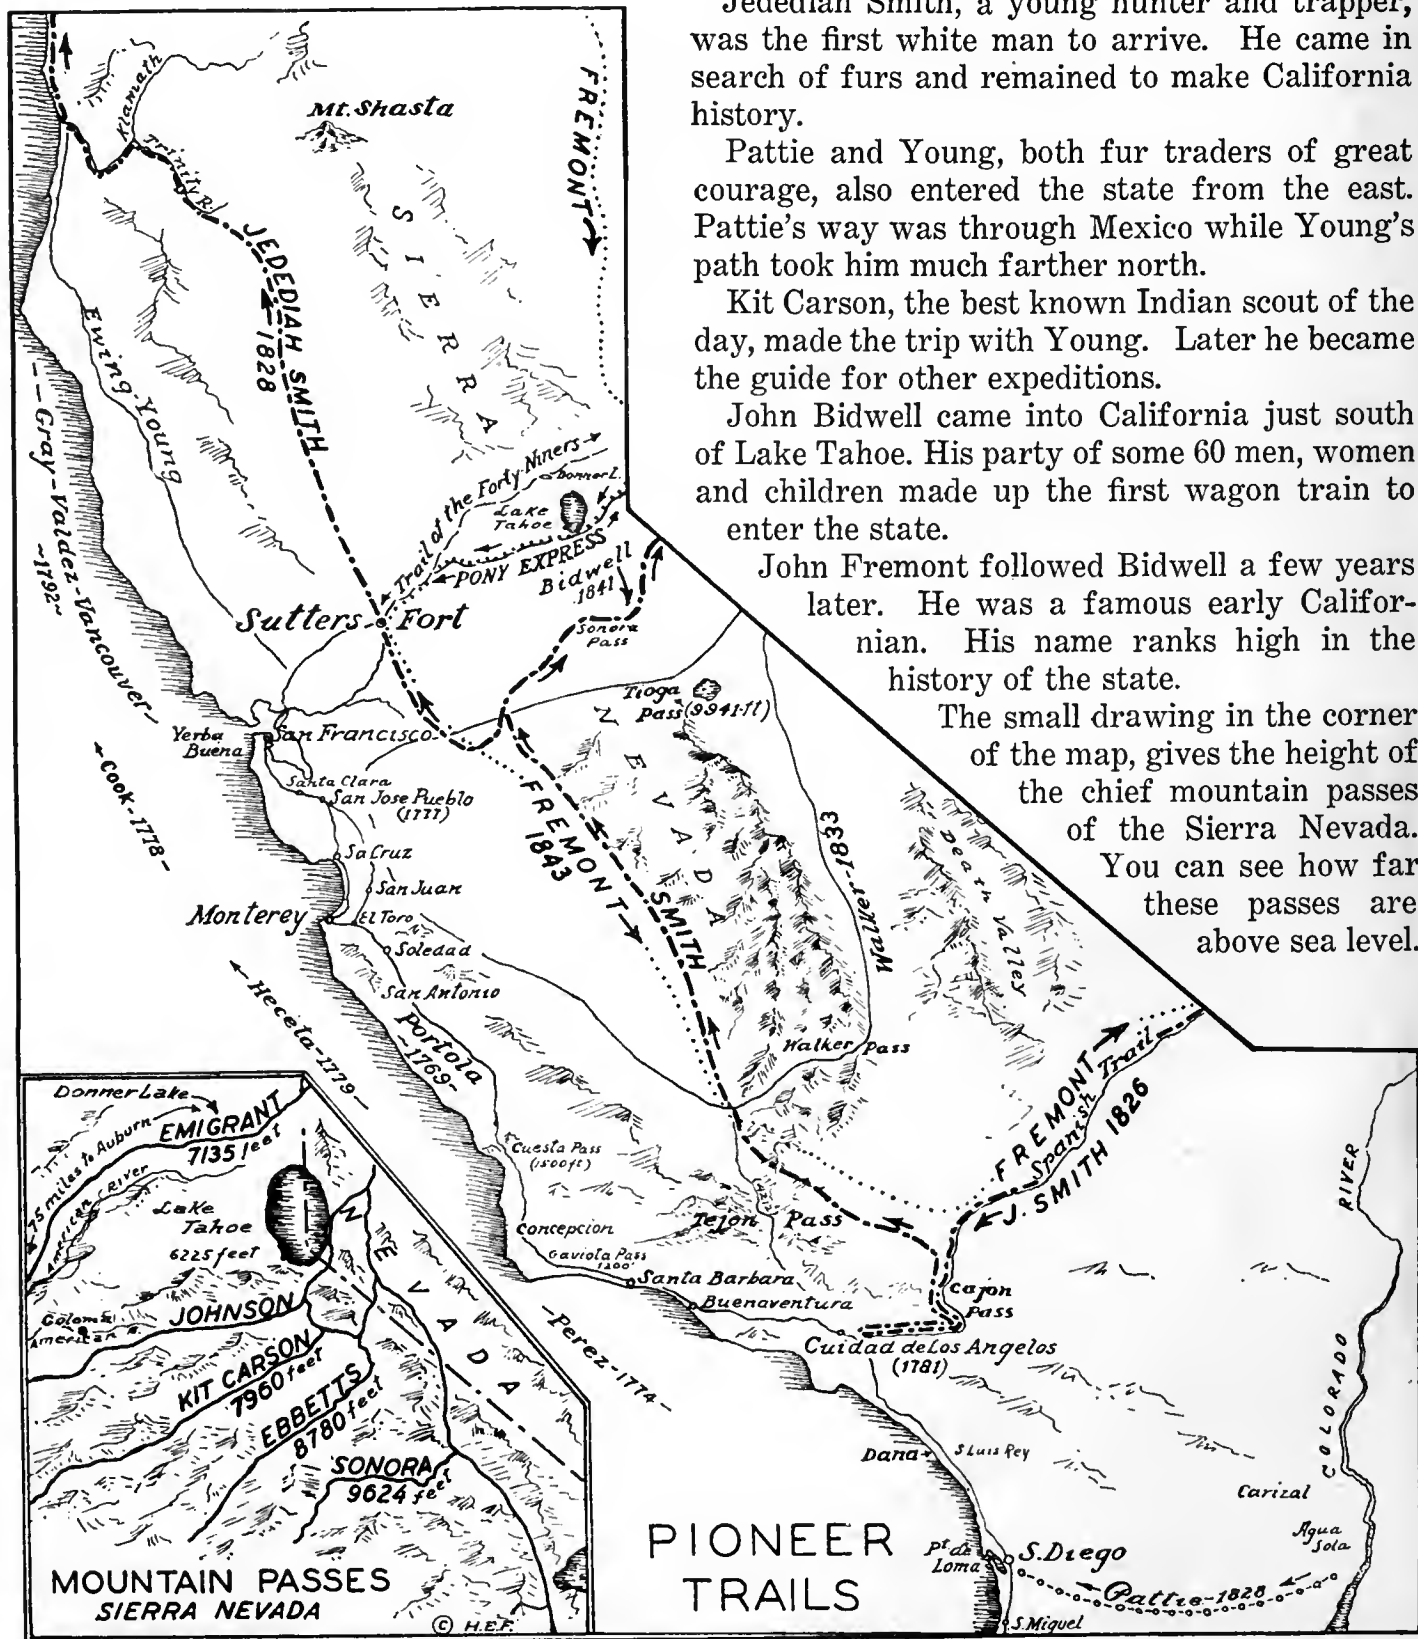 Jedediah Smith, a young hunter and trapper,
was the first white man to arrive. He came in
search of furs and remained to make California
history.
Pattie and Young, both fur traders of great
courage, also entered the state from the east.
Pattie's way was through Mexico while Young's
path took him much farther north.
Kit Carson, the best known Indian scout of the
day, made the trip with Young. Later he became
the guide for other expeditions.
John Bidwell came into California just south
of Lake Tahoe. His party of some 60 men, women
and children made up the first wagon train to
enter the state.
John Fremont followed Bidwell a few years
later. He was a famous early Califor-
nian. His name ranks high in the
history of the state.
The small drawing in the corner
of the map, gives the height of
the chief mountain passes
of the Sierra Nevada.
You can see how far
these passes are
above sea level.
Klamath
Trinity R.
Mt. Shasta
FREMONT
SIERRA
JEDEDIAH SMITH
1828
Ewing Young
--- Gray-Valdez-Vancouver-
~1792~
Trail of the Forty-Niners
Donner L.
Lake
Tahoe
PONY EXPRESS
Bidwell
1841
Sutters Fort
Sonora
Pass
Tioga
Pass (9941-ft)
NEVADA
Yerba
Buena
San Francisco
Cook-1778-
Santa Clara
San Jose Pueblo
(1777)
Sa Cruz
San Juan
Monterey
El Toro
Soledad
San Antonio
FREMONT
1843
SMITH
Walker-1833
Death Valley
Heceta-1779-
Portola
-1769-
Walker Pass
FREMONT
Spanish Trail
J. SMITH 1826
Cuesta Pass
(1500ft)
Tejon Pass
Concepcion
Gaviota Pass
1200'
Santa Barbara
Buenaventura
Cajon
Pass
Cuidad de Los Angelos
(1781)
-Perez-1774-
COLORADO RIVER
Dana
S Luis Rey
Carizal
Agua
Sola
Pt de
Loma
S. Diego
Pattie-1828
S. Miguel
PIONEER
TRAILS
Donner Lake
EMIGRANT
7135 feet
75 miles to Auburn
American River
Lake
Tahoe
6225 feet
NEVADA
JOHNSON
Coloma
American R.
KIT CARSON
7960 feet
EBBETTS
8780 feet
SONORA
9624 feet
MOUNTAIN PASSES
SIERRA NEVADA
© H.E.F.